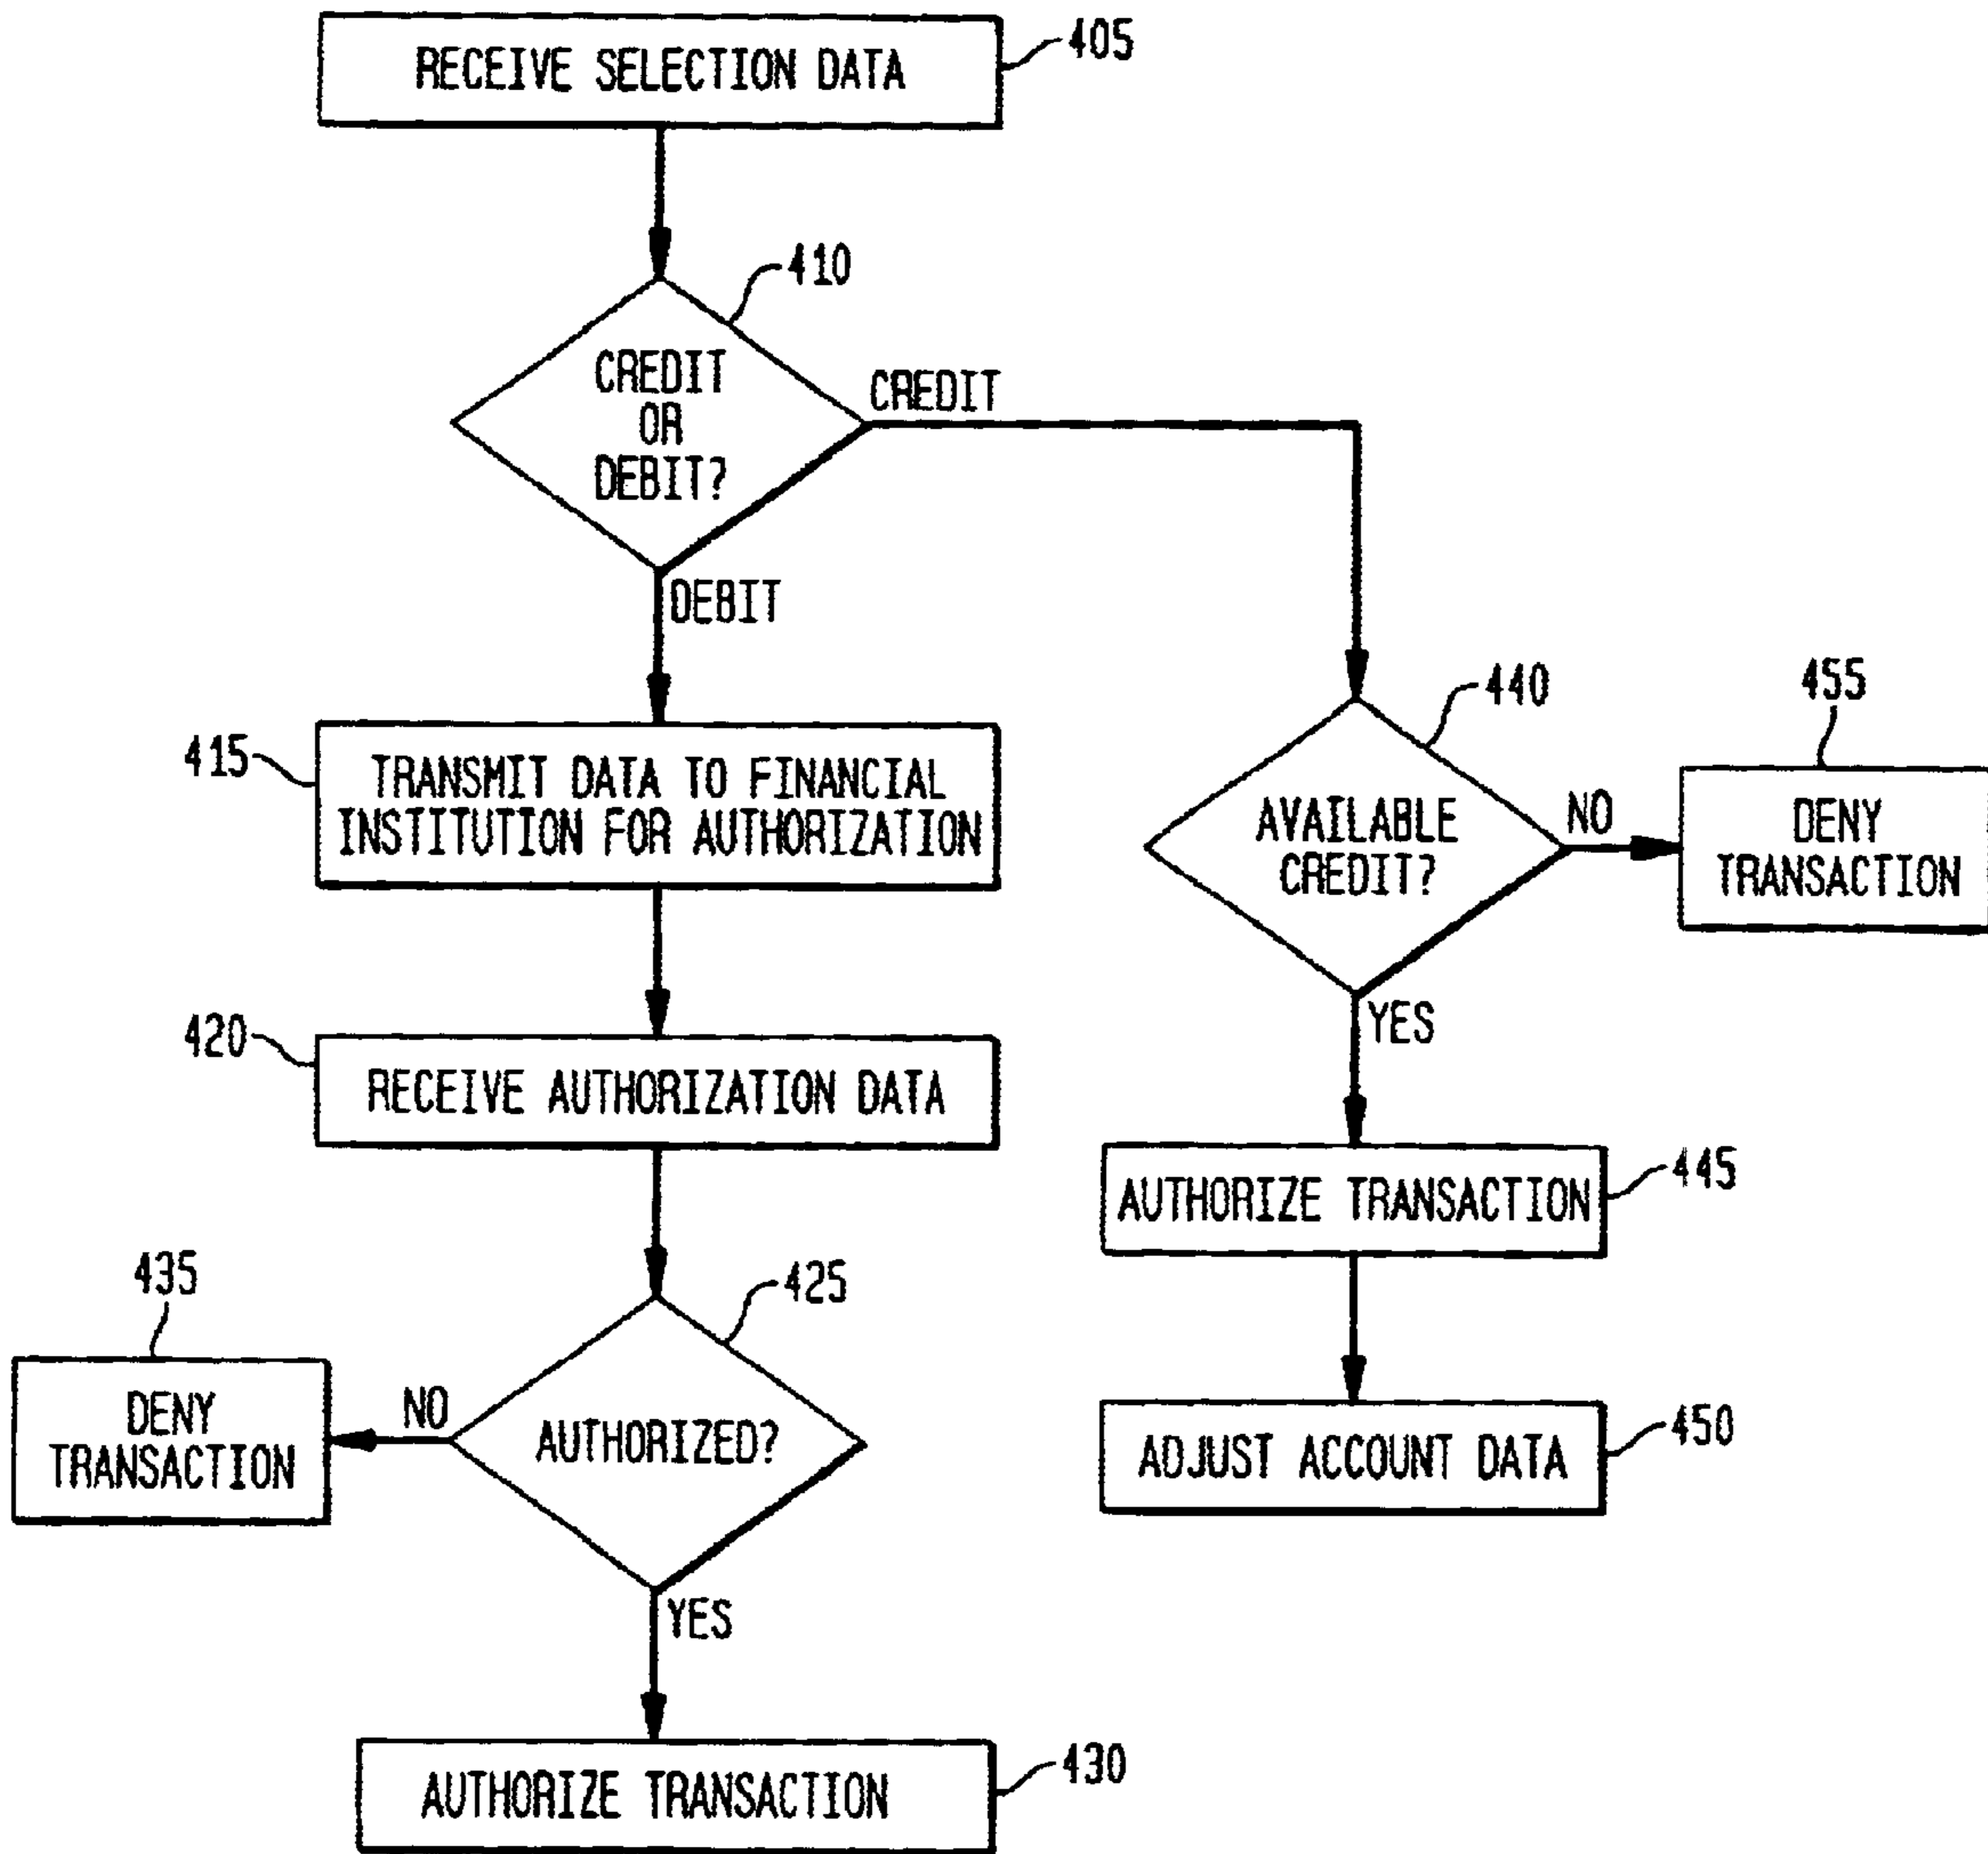 RECEIVE SELECTION DATA
405
410
CREDIT
OR
DEBIT?
CREDIT
DEBIT
415
TRANSMIT DATA TO FINANCIAL
INSTITUTION FOR AUTHORIZATION
420
RECEIVE AUTHORIZATION DATA
425
AUTHORIZED?
NO
435
DENY
TRANSACTION
YES
AUTHORIZE TRANSACTION
430
440
AVAILABLE
CREDIT?
NO
455
DENY
TRANSACTION
YES
AUTHORIZE TRANSACTION
445
ADJUST ACCOUNT DATA
450